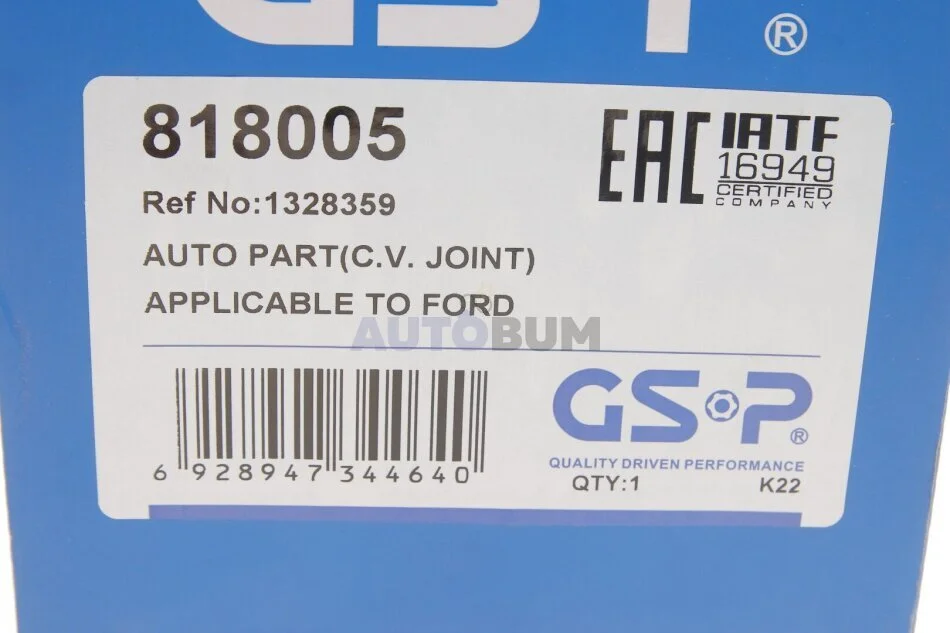 GSP®
818005
EAC
IATF
16949
CERTIFIED
COMPANY
Ref No:1328359
AUTO PART(C.V. JOINT)
APPLICABLE TO FORD
AUTOBUM
6 928947 344640
GSP®
QUALITY DRIVEN PERFORMANCE
QTY:1 K22